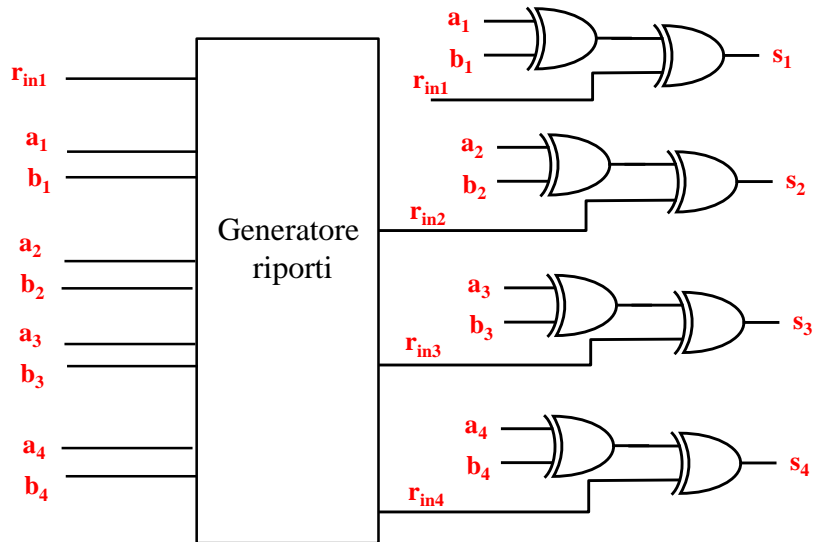 r_in1
a_1
b_1
a_2
b_2
a_3
b_3
a_4
b_4
Generatore
riporti
a_1
b_1
r_in1
s_1
a_2
b_2
r_in2
s_2
a_3
b_3
r_in3
s_3
a_4
b_4
r_in4
s_4